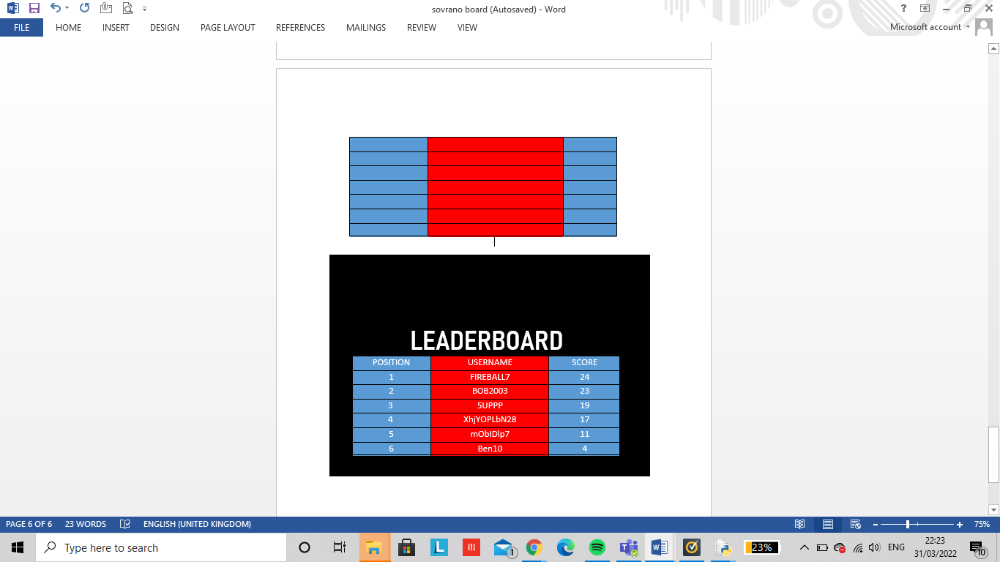 sovrano board (Autosaved) - Word
FILE HOME INSERT DESIGN PAGE LAYOUT REFERENCES MAILINGS REVIEW VIEW Microsoft account
LEADERBOARD
POSITION USERNAME SCORE
1 FIREBALL7 24
2 BOB2003 23
3 5UPPP 19
4 XhjYOPLbN28 17
5 mObIDlp7 11
6 Ben10 4
PAGE 6 OF 6 23 WORDS ENGLISH (UNITED KINGDOM) 75%
Type here to search 1 23% ENG 22:23
31/03/2022 10